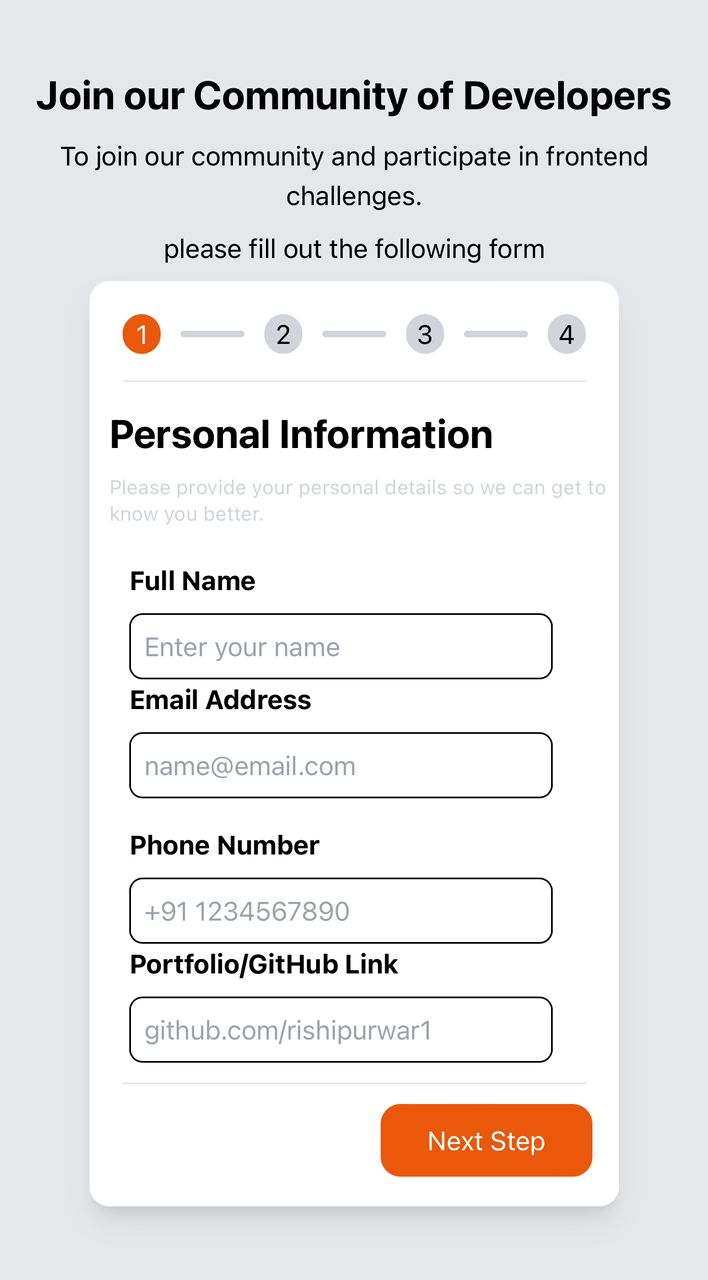 Join our Community of Developers
To join our community and participate in frontend
challenges.
please fill out the following form
1 2 3 4
Personal Information
Please provide your personal details so we can get to
know you better.
Full Name
Enter your name
Email Address
name@email.com
Phone Number
+91 1234567890
Portfolio/GitHub Link
github.com/rishipurwar1
Next Step